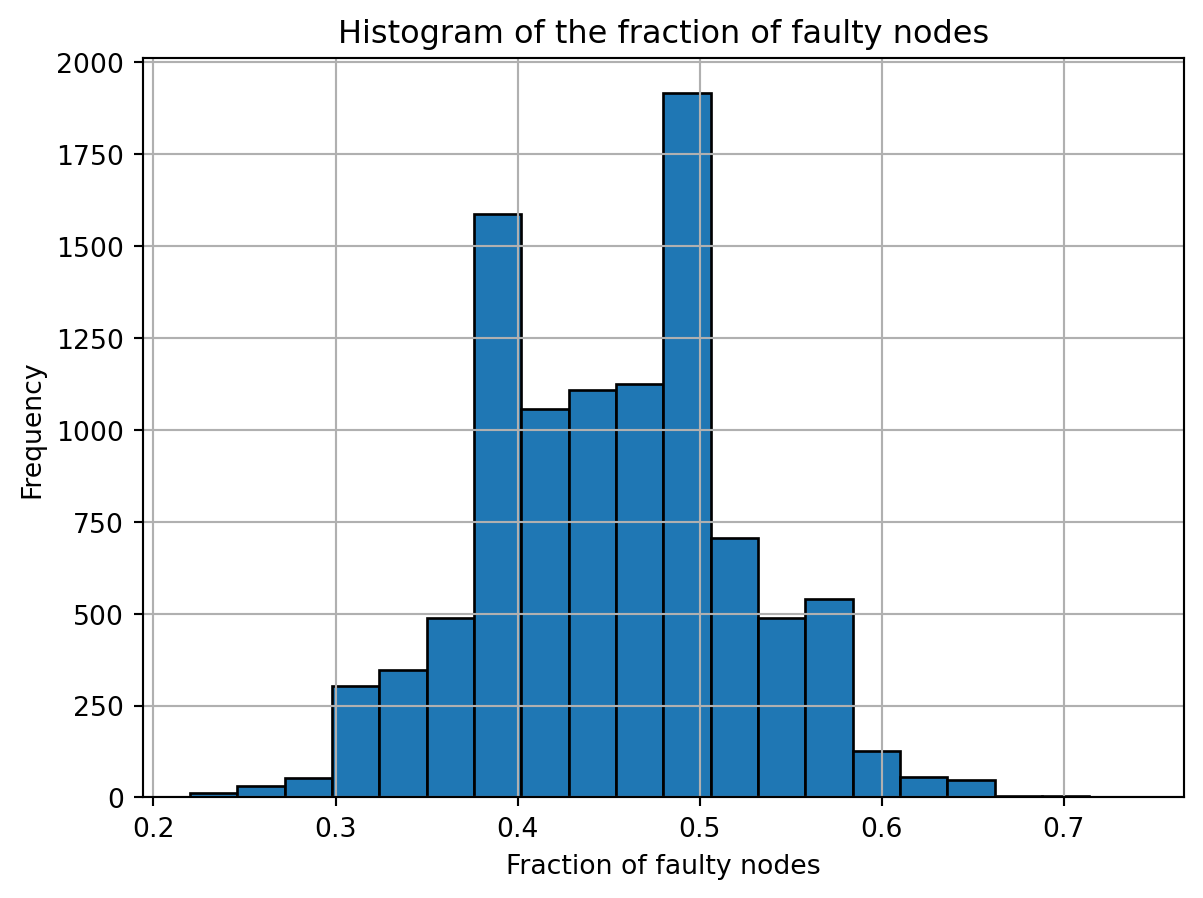 Histogram of the fraction of faulty nodes
2000
1750
1500
1250
1000
750
500
250
0
0.2 0.3 0.4 0.5 0.6 0.7
Frequency
Fraction of faulty nodes